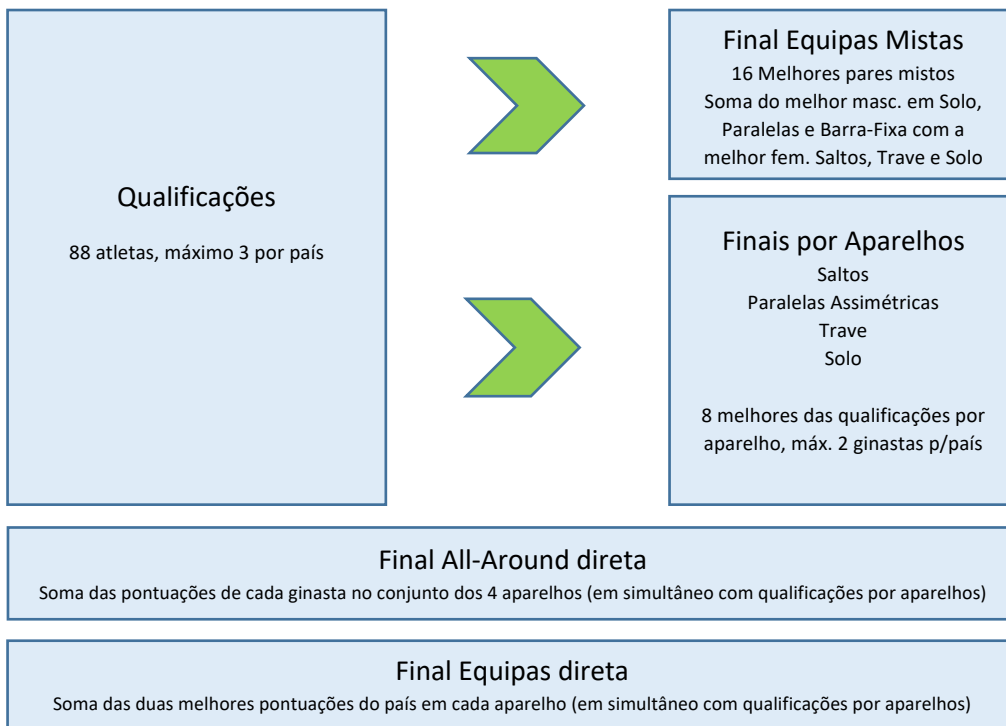 Qualificações
88 atletas, máximo 3 por país
Final Equipas Mistas
16 Melhores pares mistos
Soma do melhor masc. em Solo,
Paralelas e Barra-Fixa com a
melhor fem. Saltos, Trave e Solo
Finais por Aparelhos
Saltos
Paralelas Assimétricas
Trave
Solo
8 melhores das qualificações por
aparelho, máx. 2 ginastas p/país
Final All-Around direta
Soma das pontuações de cada ginasta no conjunto dos 4 aparelhos (em simultâneo com qualificações por aparelhos)
Final Equipas direta
Soma das duas melhores pontuações do país em cada aparelho (em simultâneo com qualificações por aparelhos)